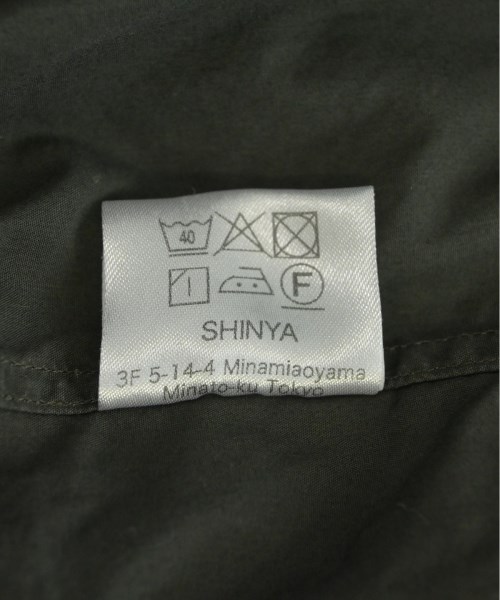 40
F
SHINYA
3F 5-14-4 Minamiaoyama
Minato-ku Tokyo